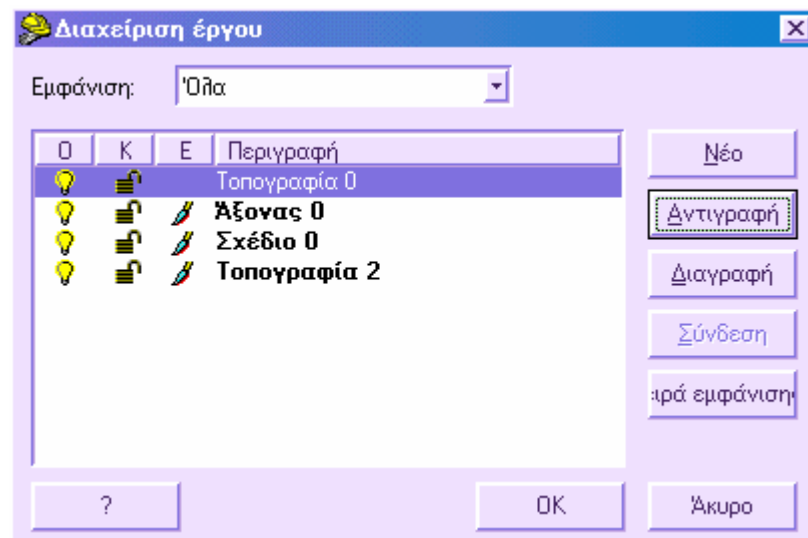 Διαχείριση έργου
Εμφάνιση: Όλα
Ο Κ Ε Περιγραφή
Τοπογραφία 0
Άξονας 0
Σχέδιο 0
Τοπογραφία 2
Νέο
Αντιγραφή
Διαγραφή
Σύνδεση
ιρά εμφάνιση
? OK Άκυρο